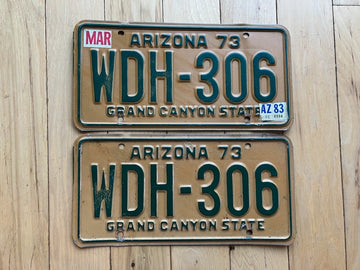 MAR
ARIZONA 73
WDH-306
AZ 83
GRAND CANYON STATE
ARIZONA 73
WDH-306
GRAND CANYON STATE